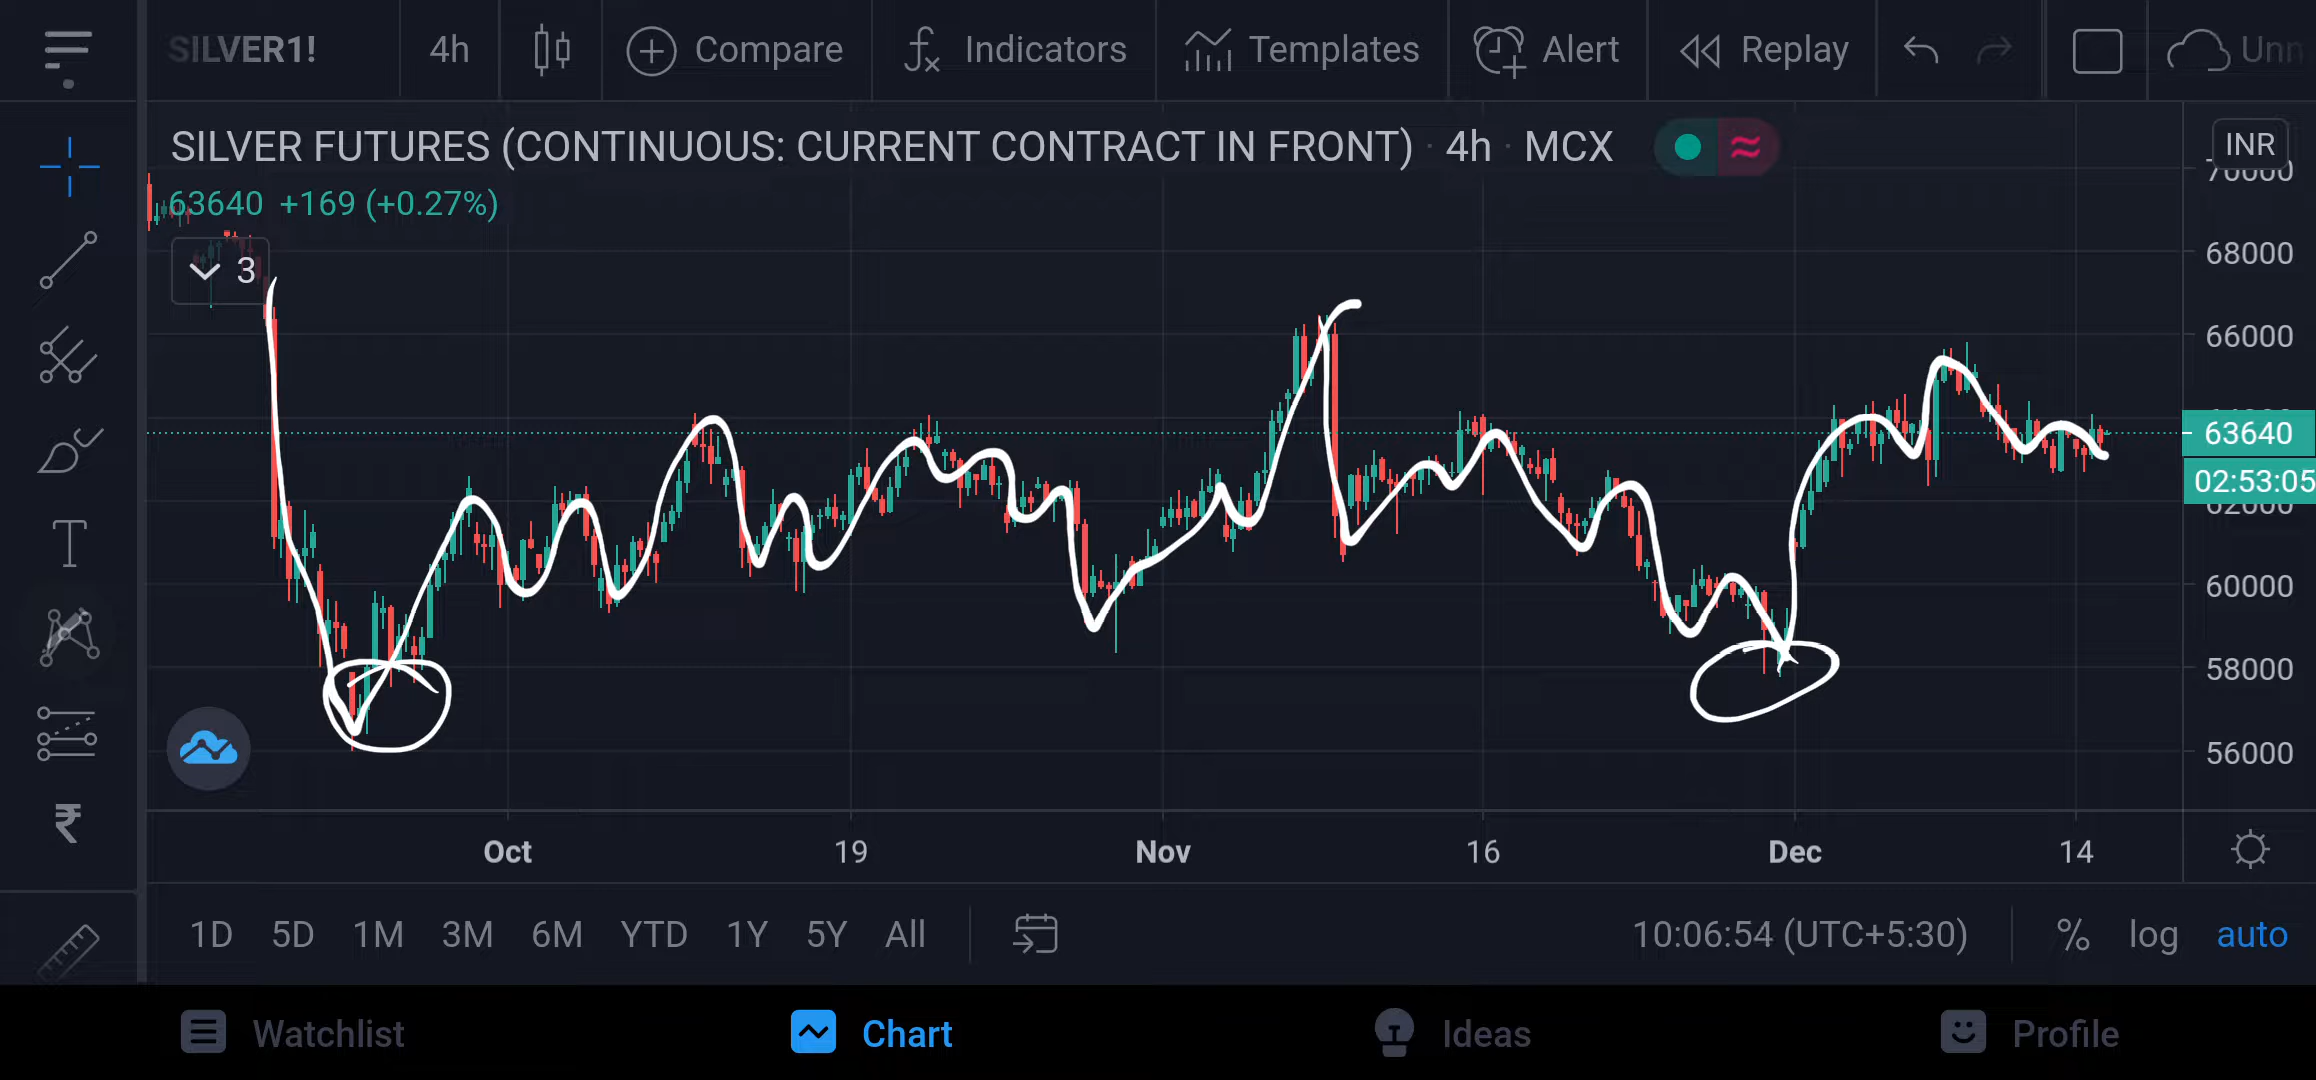 SILVER1! 4h Compare Indicators Templates Alert Replay Unn
SILVER FUTURES (CONTINUOUS: CURRENT CONTRACT IN FRONT) · 4h · MCX INR
70000
63640 +169 (+0.27%)
3
68000
66000
63640
02:53:05
62000
60000
58000
56000
Oct 19 Nov 16 Dec 14
1D 5D 1M 3M 6M YTD 1Y 5Y All 10:06:54 (UTC+5:30) % log auto
Watchlist Chart Ideas Profile